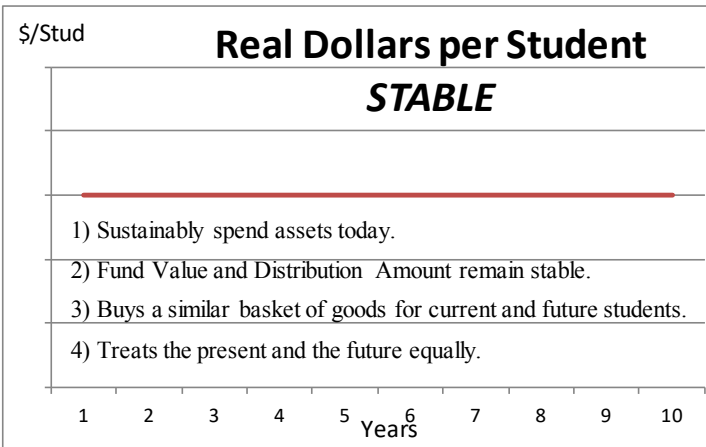 $/Stud
Real Dollars per Student
STABLE
1) Sustainably spend assets today.
2) Fund Value and Distribution Amount remain stable.
3) Buys a similar basket of goods for current and future students.
4) Treats the present and the future equally.
1 2 3 4 5 6 7 8 9 10
Years